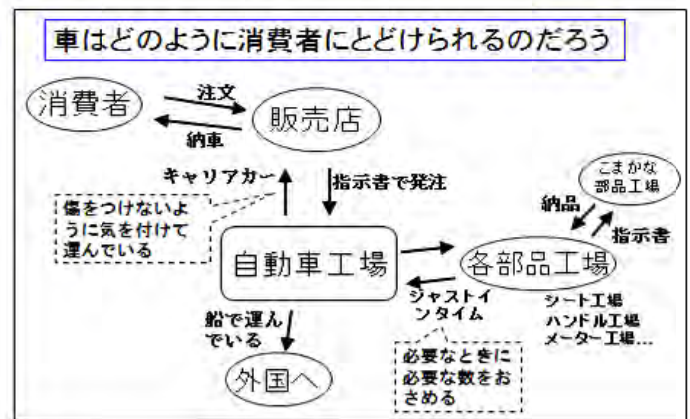 車はどのように消費者にとどけられるのだろう
消費者
注文
納車
販売店
キャリアカー
指示書で発注
傷をつけないよ
うに気を付けて
運んでいる
こまかな
部品工場
納品
指示書
自動車工場
各部品工場
ジャストイ
ンタイム
シート工場
ハンドル工場
メーター工場…
船で運ん
でいる
必要なときに
必要な数をお
さめる
外国へ